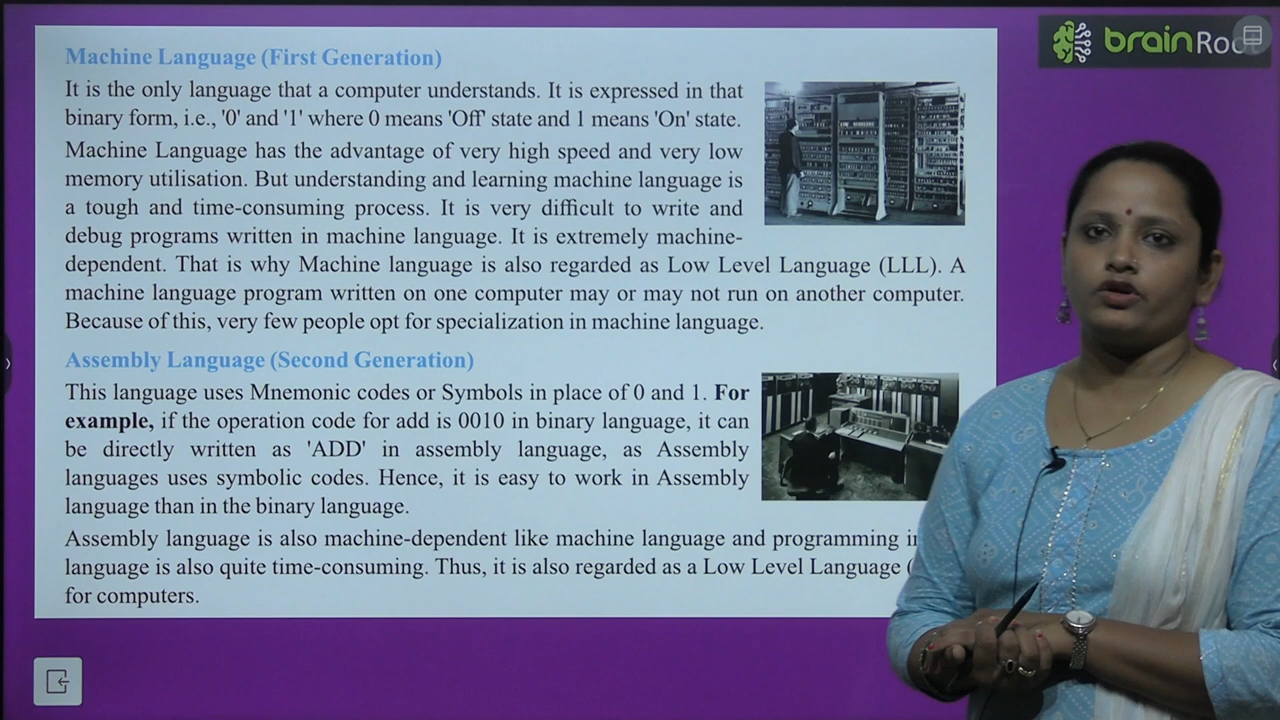 Machine Language (First Generation)
It is the only language that a computer understands. It is expressed in that
binary form, i.e., '0' and '1' where 0 means 'Off' state and 1 means 'On' state.
Machine Language has the advantage of very high speed and very low
memory utilisation. But understanding and learning machine language is
a tough and time-consuming process. It is very difficult to write and
debug programs written in machine language. It is extremely machine-
dependent. That is why Machine language is also regarded as Low Level Language (LLL). A
machine language program written on one computer may or may not run on another computer.
Because of this, very few people opt for specialization in machine language.
Assembly Language (Second Generation)
This language uses Mnemonic codes or Symbols in place of 0 and 1. For
example, if the operation code for add is 0010 in binary language, it can
be directly written as 'ADD' in assembly language, as Assembly
languages uses symbolic codes. Hence, it is easy to work in Assembly
language than in the binary language.
Assembly language is also machine-dependent like machine language and programming
language is also quite time-consuming. Thus, it is also regarded as a Low Level Language
for computers.
brain